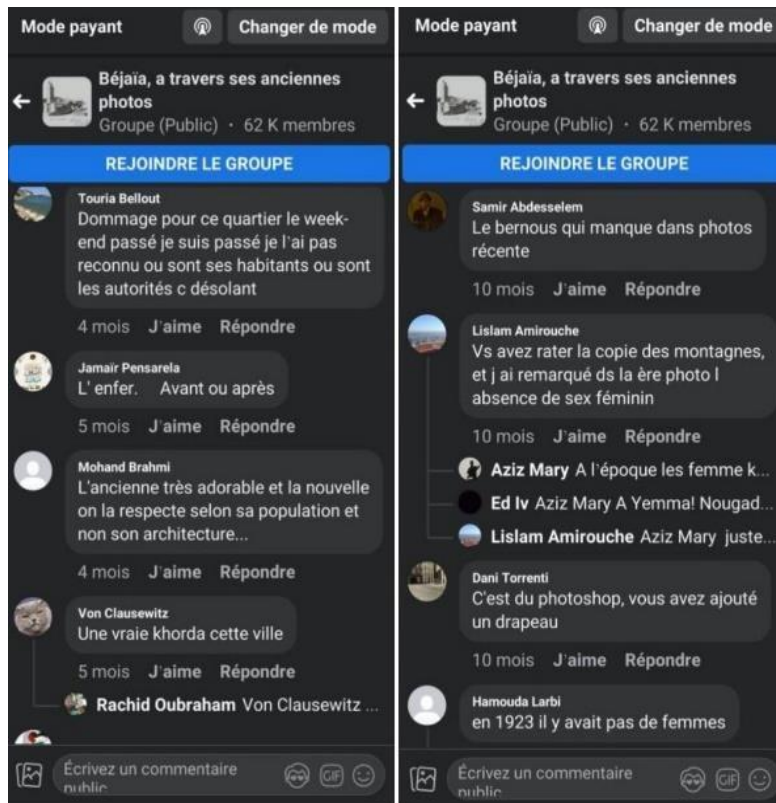 Mode payant
Changer de mode
Béjaïa, a travers ses anciennes
photos
Groupe (Public) · 62 K membres
REJOINDRE LE GROUPE
Touria Bellout
Dommage pour ce quartier le week-
end passé je suis passé je l'ai pas
reconnu ou sont ses habitants ou sont
les autorités c désolant
4 mois J'aime Répondre
Jamaïr Pensarela
L' enfer. Avant ou après
5 mois J'aime Répondre
Mohand Brahmi
L'ancienne très adorable et la nouvelle
on la respecte selon sa population et
non son architecture...
4 mois J'aime Répondre
Von Clausewitz
Une vraie khorda cette ville
5 mois J'aime Répondre
Rachid Oubraham Von Clausewitz ...
Écrivez un commentaire
public
GIF
Mode payant
Changer de mode
Béjaïa, a travers ses anciennes
photos
Groupe (Public) · 62 K membres
REJOINDRE LE GROUPE
Samir Abdesselem
Le bernous qui manque dans photos
récente
10 mois J'aime Répondre
Lislam Amirouche
Vs avez rater la copie des montagnes,
et j ai remarqué ds la ère photo l
absence de sex féminin
10 mois J'aime Répondre
Aziz Mary A l'époque les femme k...
Ed Iv Aziz Mary A Yemma! Nougad...
Lislam Amirouche Aziz Mary juste...
Dani Torrenti
C'est du photoshop, vous avez ajouté
un drapeau
10 mois J'aime Répondre
Hamouda Larbi
en 1923 il y avait pas de femmes
Écrivez un commentaire
public
GIF